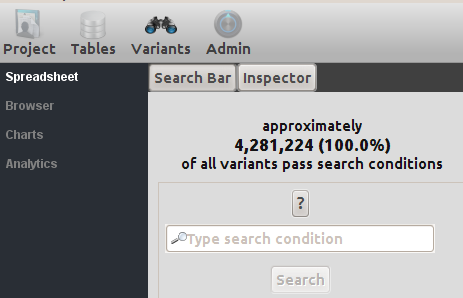 Project Tables Variants Admin
Spreadsheet
Browser
Charts
Analytics
Search Bar Inspector
approximately
4,281,224 (100.0%)
of all variants pass search conditions
?
Type search condition
Search